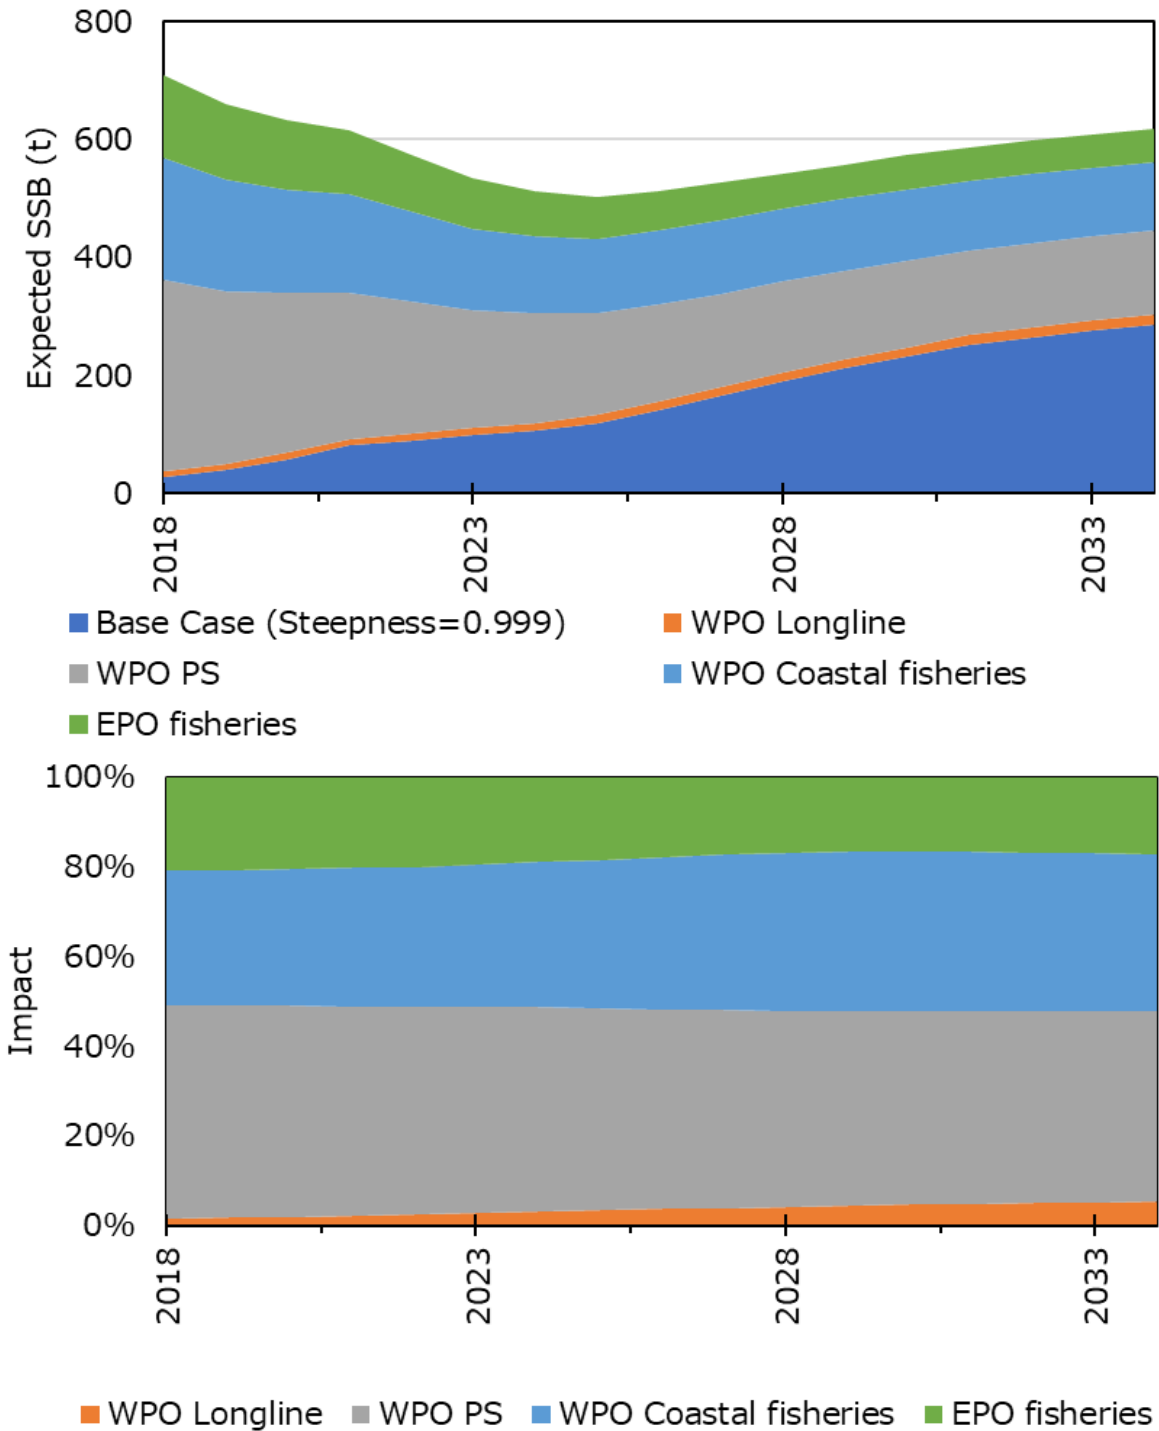 800
600
400
200
0
Expected SSB (t)
2018
2023
2028
2033
Base Case (Steepness=0.999)
WPO Longline
WPO PS
WPO Coastal fisheries
EPO fisheries
100%
80%
60%
40%
20%
0%
Impact
2018
2023
2028
2033
WPO Longline
WPO PS
WPO Coastal fisheries
EPO fisheries